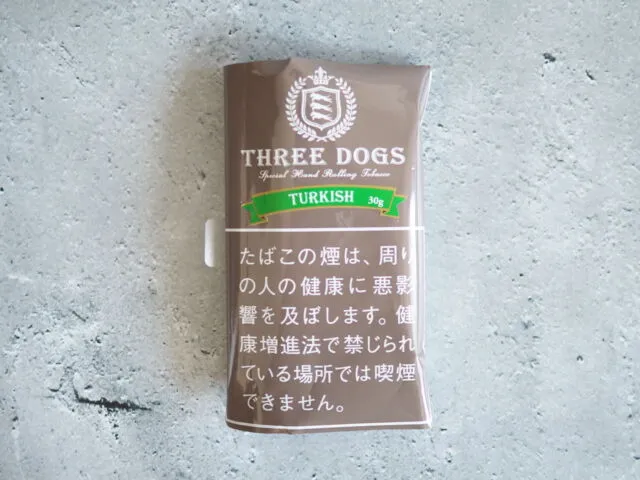 THREE DOGS
Special Hand Rolling Tobacco
TURKISH 30g
たばこの煙は、周り
の人の健康に悪影
響を及ぼします。健
康増進法で禁じられ
ている場所では喫煙
できません。